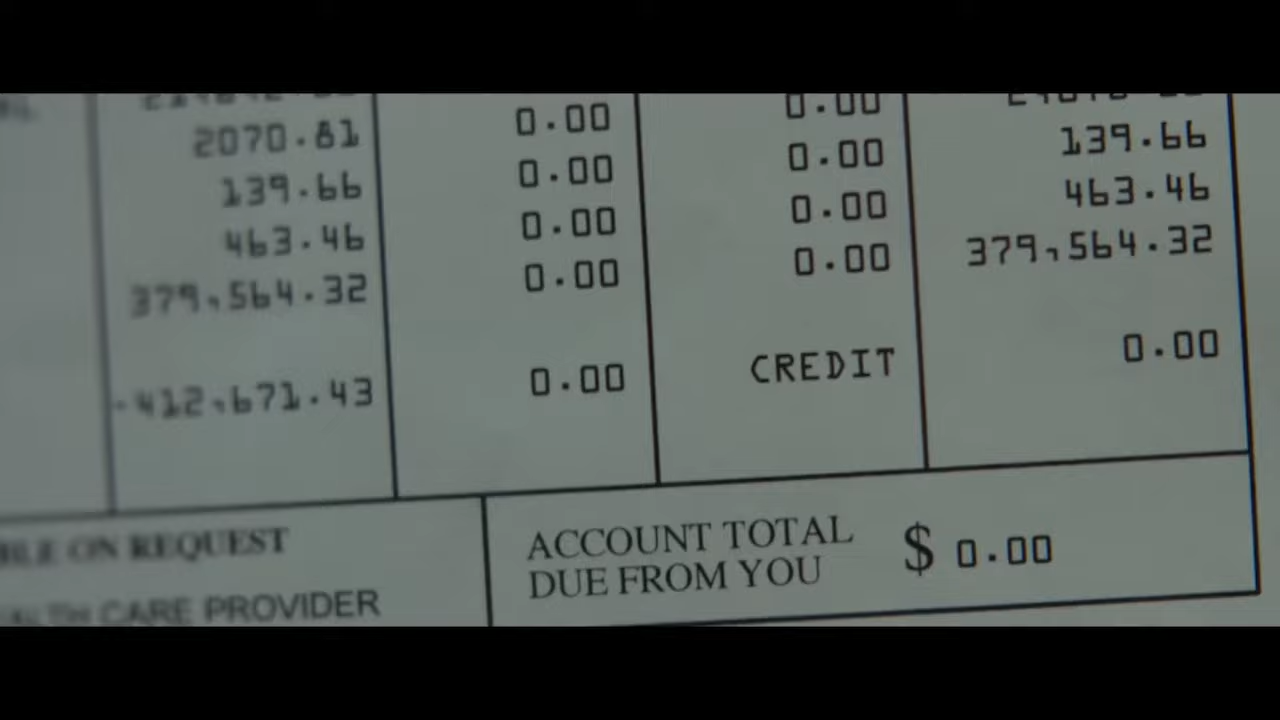 2070.81 0.00 0.00 139.66
139.66 0.00 0.00 463.46
463.46 0.00 0.00 379,564.32
379,564.32 0.00 0.00
-412,671.43 0.00 CREDIT 0.00
ON REQUEST
ACCOUNT TOTAL
DUE FROM YOU $ 0.00
CARE PROVIDER